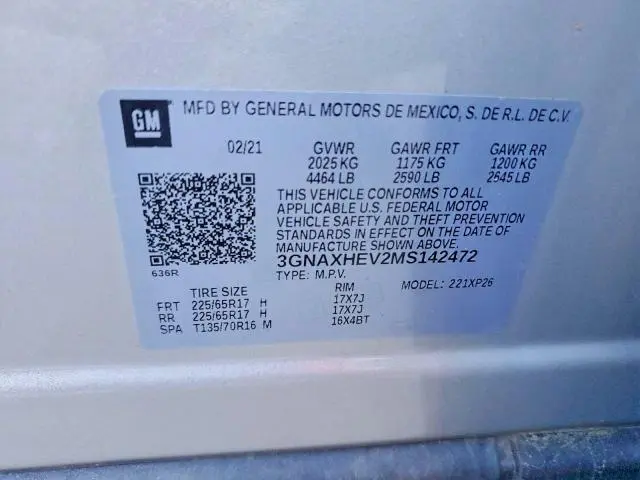 GM MFD BY GENERAL MOTORS DE MEXICO, S. DE R.L. DE C.V.
02/21 GVWR GAWR FRT GAWR RR
2025 KG 1175 KG 1200 KG
4464 LB 2590 LB 2545 LB
THIS VEHICLE CONFORMS TO ALL
APPLICABLE U.S. FEDERAL MOTOR
VEHICLE SAFETY AND THEFT PREVENTION
STANDARDS IN EFFECT ON THE DATE OF
MANUFACTURE SHOWN ABOVE.
3GNAXHEV2MS142472
636R
TYPE: M.P.V. MODEL: 221XP26
TIRE SIZE RIM
FRT 225/65R17 H 17X7J
RR 225/65R17 H 17X7J
SPA T135/70R16 M 16X4BT